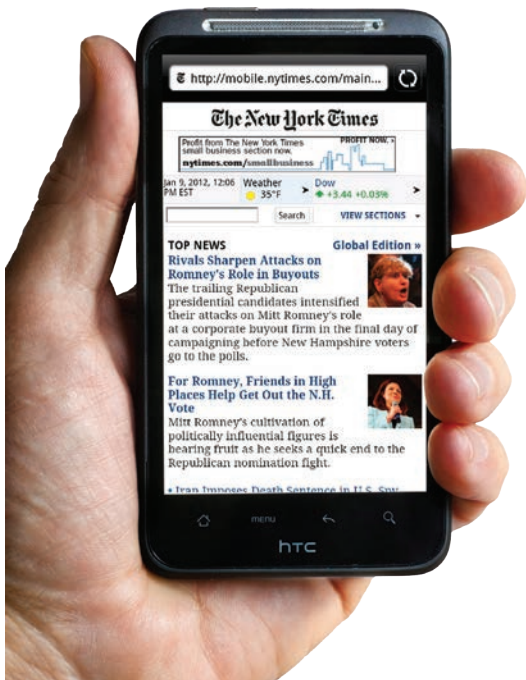 http://mobile.nytimes.com/main...
The New York Times
Profit from The New York Times
small business section now.
nytimes.com/smallbusiness
PROFIT NOW.
Jan 9, 2012, 12:06
PM EST
Weather
35°F
Dow
+3.44 +0.03%
Search
VIEW SECTIONS
TOP NEWS
Global Edition »
Rivals Sharpen Attacks on
Romney's Role in Buyouts
The trailing Republican
presidential candidates intensified
their attacks on Mitt Romney's role
at a corporate buyout firm in the final day of
campaigning before New Hampshire voters
go to the polls.
For Romney, Friends in High
Places Help Get Out the N.H.
Vote
Mitt Romney's cultivation of
politically influential figures is
bearing fruit as he seeks a quick end to the
Republican nomination fight.
• Iran Imposes Death Sentence in U.S. Spy
menu
hTC